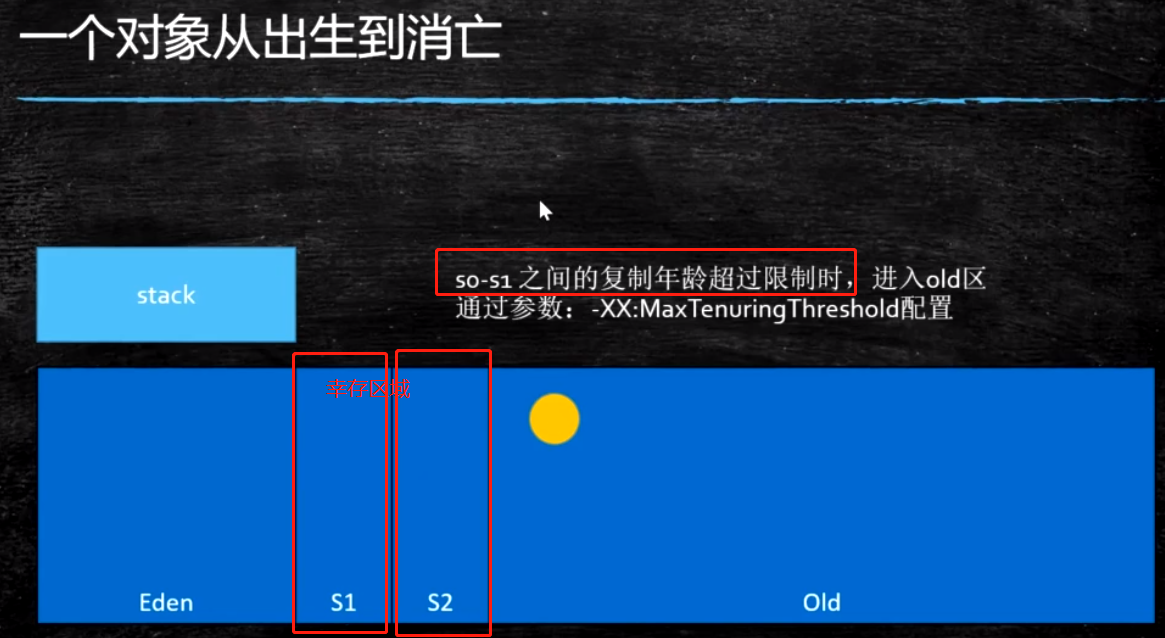 一个对象从出生到消亡
stack
s0-s1之间的复制年龄超过限制时，进入old区
通过参数：-XX:MaxTenuringThreshold配置
幸存区域
Eden
S1
S2
Old